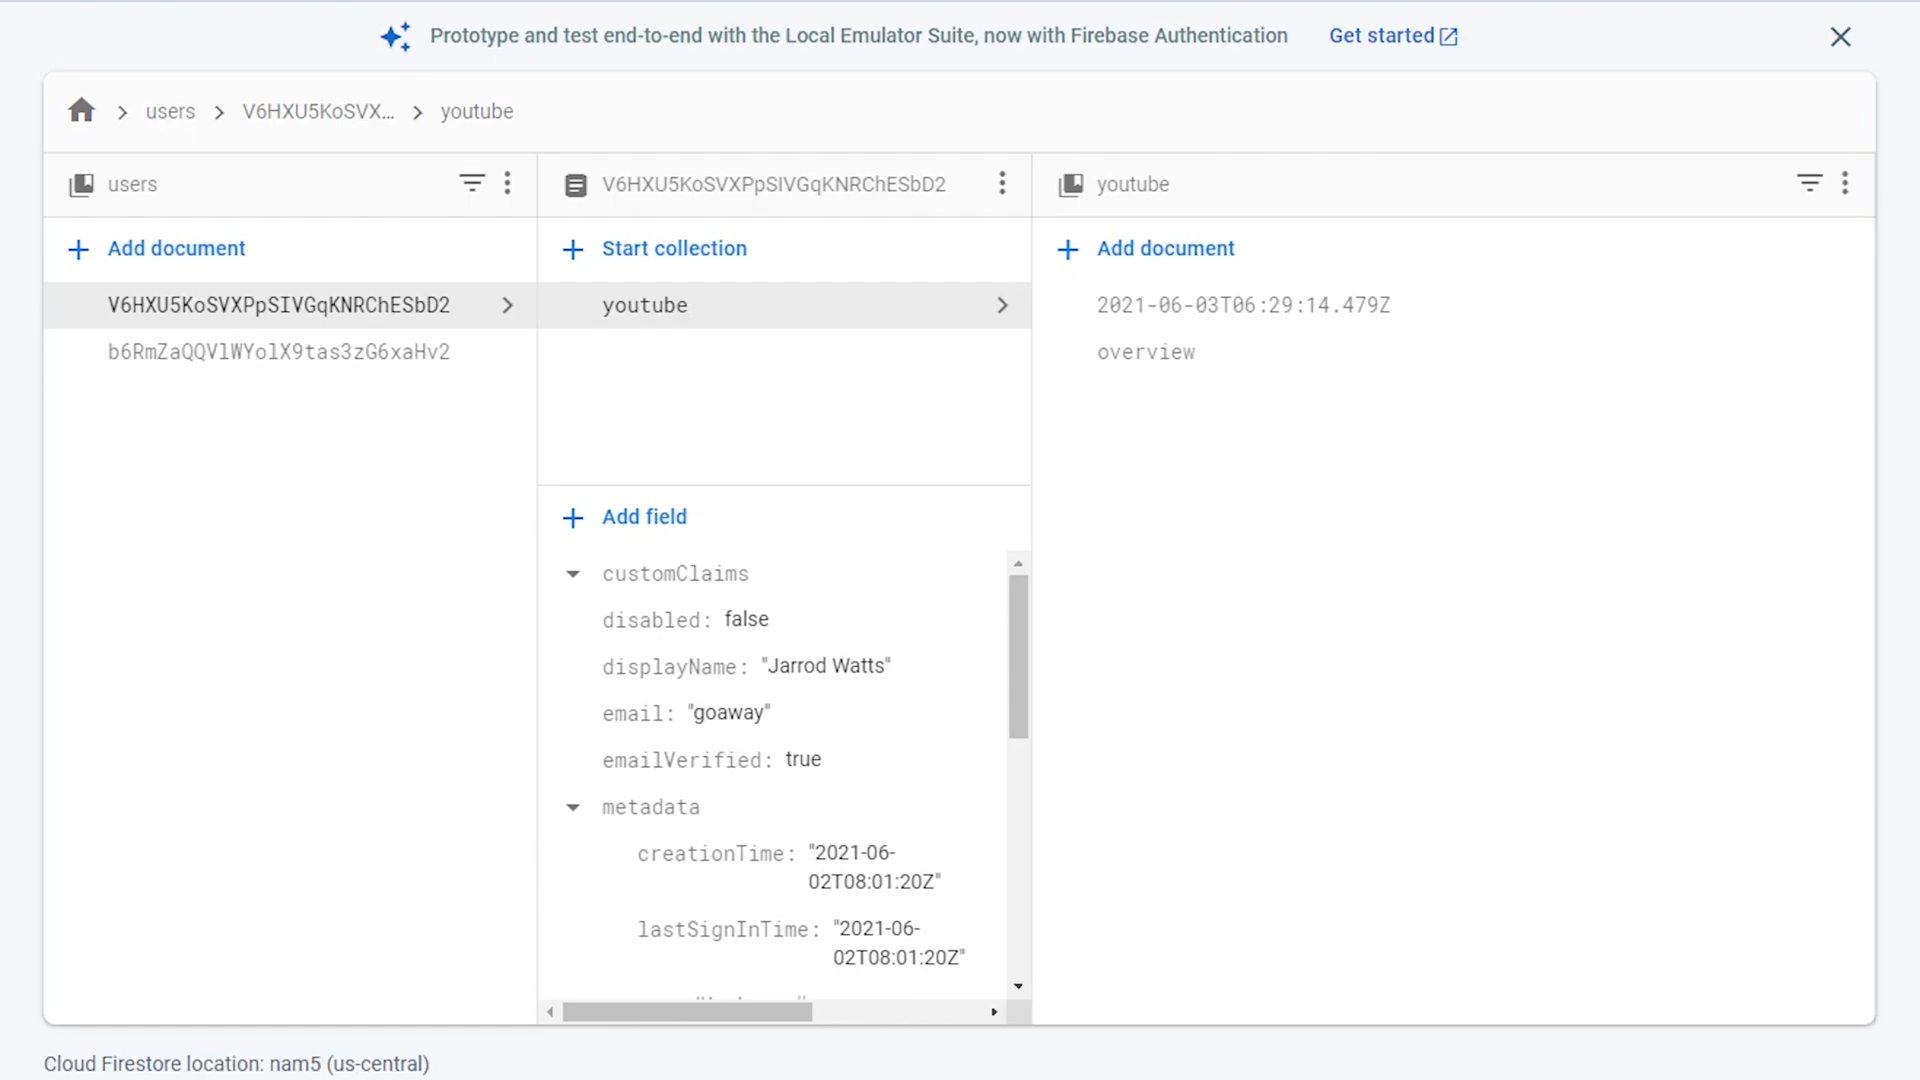 Prototype and test end-to-end with the Local Emulator Suite, now with Firebase Authentication Get started
users V6HXU5KoSVX... youtube
users
Add document
V6HXU5KoSVXPpSIVGqKNRChESbD2
b6RmZaQQVlWYolX9tas3zG6xaHv2
V6HXU5KoSVXPpSIVGqKNRChESbD2
Start collection
youtube
Add field
customClaims
disabled: false
displayName: "Jarrod Watts"
email: "goaway"
emailVerified: true
metadata
creationTime: "2021-06-
02T08:01:20Z"
lastSignInTime: "2021-06-
02T08:01:20Z"
youtube
Add document
2021-06-03T06:29:14.479Z
overview
Cloud Firestore location: nam5 (us-central)